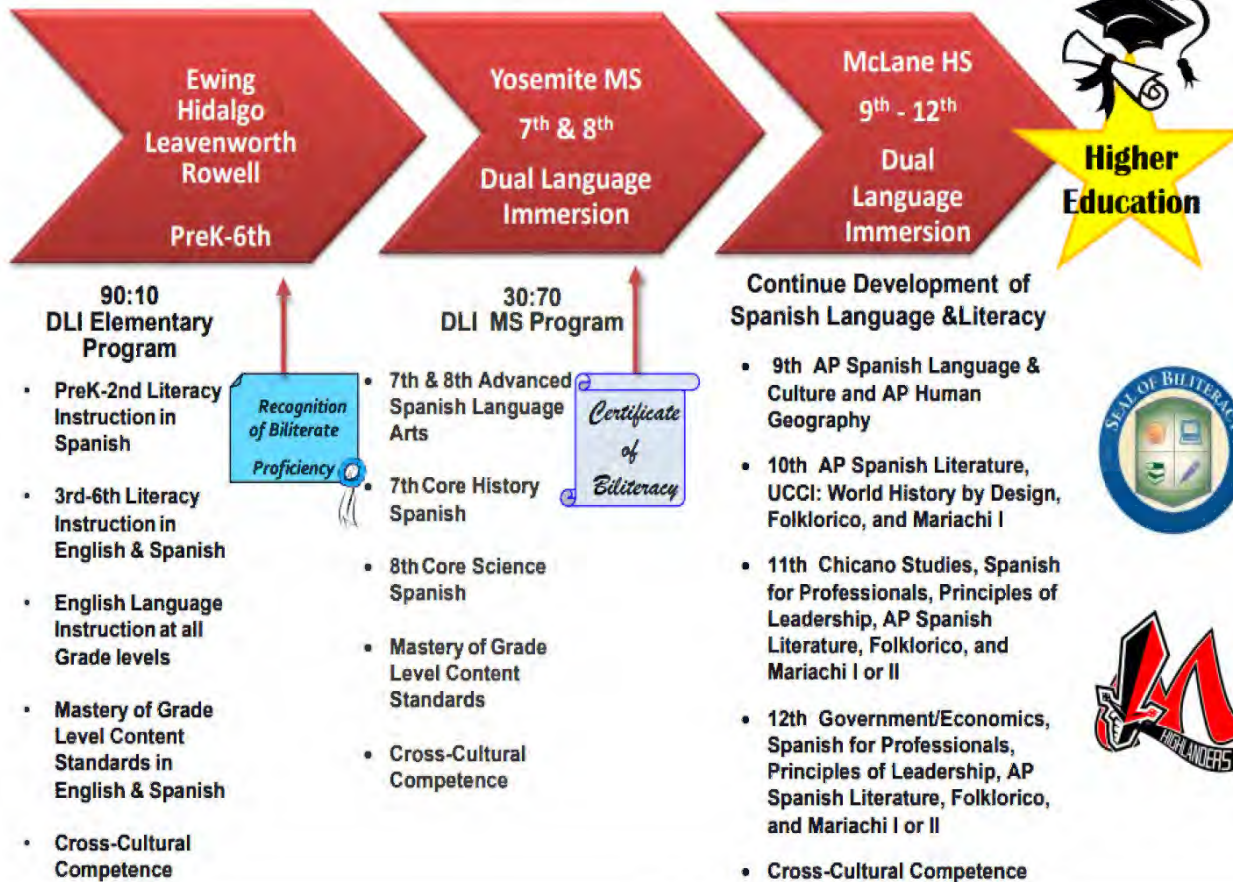 Ewing
Hidalgo
Leavenworth
Rowell
PreK-6th
Yosemite MS
7th & 8th
Dual Language
Immersion
McLane HS
9th - 12th
Dual
Language
Immersion
Higher
Education
90:10
DLI Elementary
Program
• PreK-2nd Literacy
Instruction in
Spanish
• 3rd-6th Literacy
Instruction in
English & Spanish
• English Language
Instruction at all
Grade levels
• Mastery of Grade
Level Content
Standards in
English & Spanish
• Cross-Cultural
Competence
Recognition
of Biliterate
Proficiency
30:70
DLI MS Program
• 7th & 8th Advanced
Spanish Language
Arts
• 7th Core History
Spanish
• 8th Core Science
Spanish
• Mastery of Grade
Level Content
Standards
• Cross-Cultural
Competence
Certificate
of
Biliteracy
Continue Development of
Spanish Language &Literacy
• 9th AP Spanish Language &
Culture and AP Human
Geography
• 10th AP Spanish Literature,
UCCI: World History by Design,
Folklorico, and Mariachi I
• 11th Chicano Studies, Spanish
for Professionals, Principles of
Leadership, AP Spanish
Literature, Folklorico, and
Mariachi I or II
• 12th Government/Economics,
Spanish for Professionals,
Principles of Leadership, AP
Spanish Literature, Folklorico,
and Mariachi I or II
• Cross-Cultural Competence
SEAL OF BILITERACY
M
HIGHLANDERS